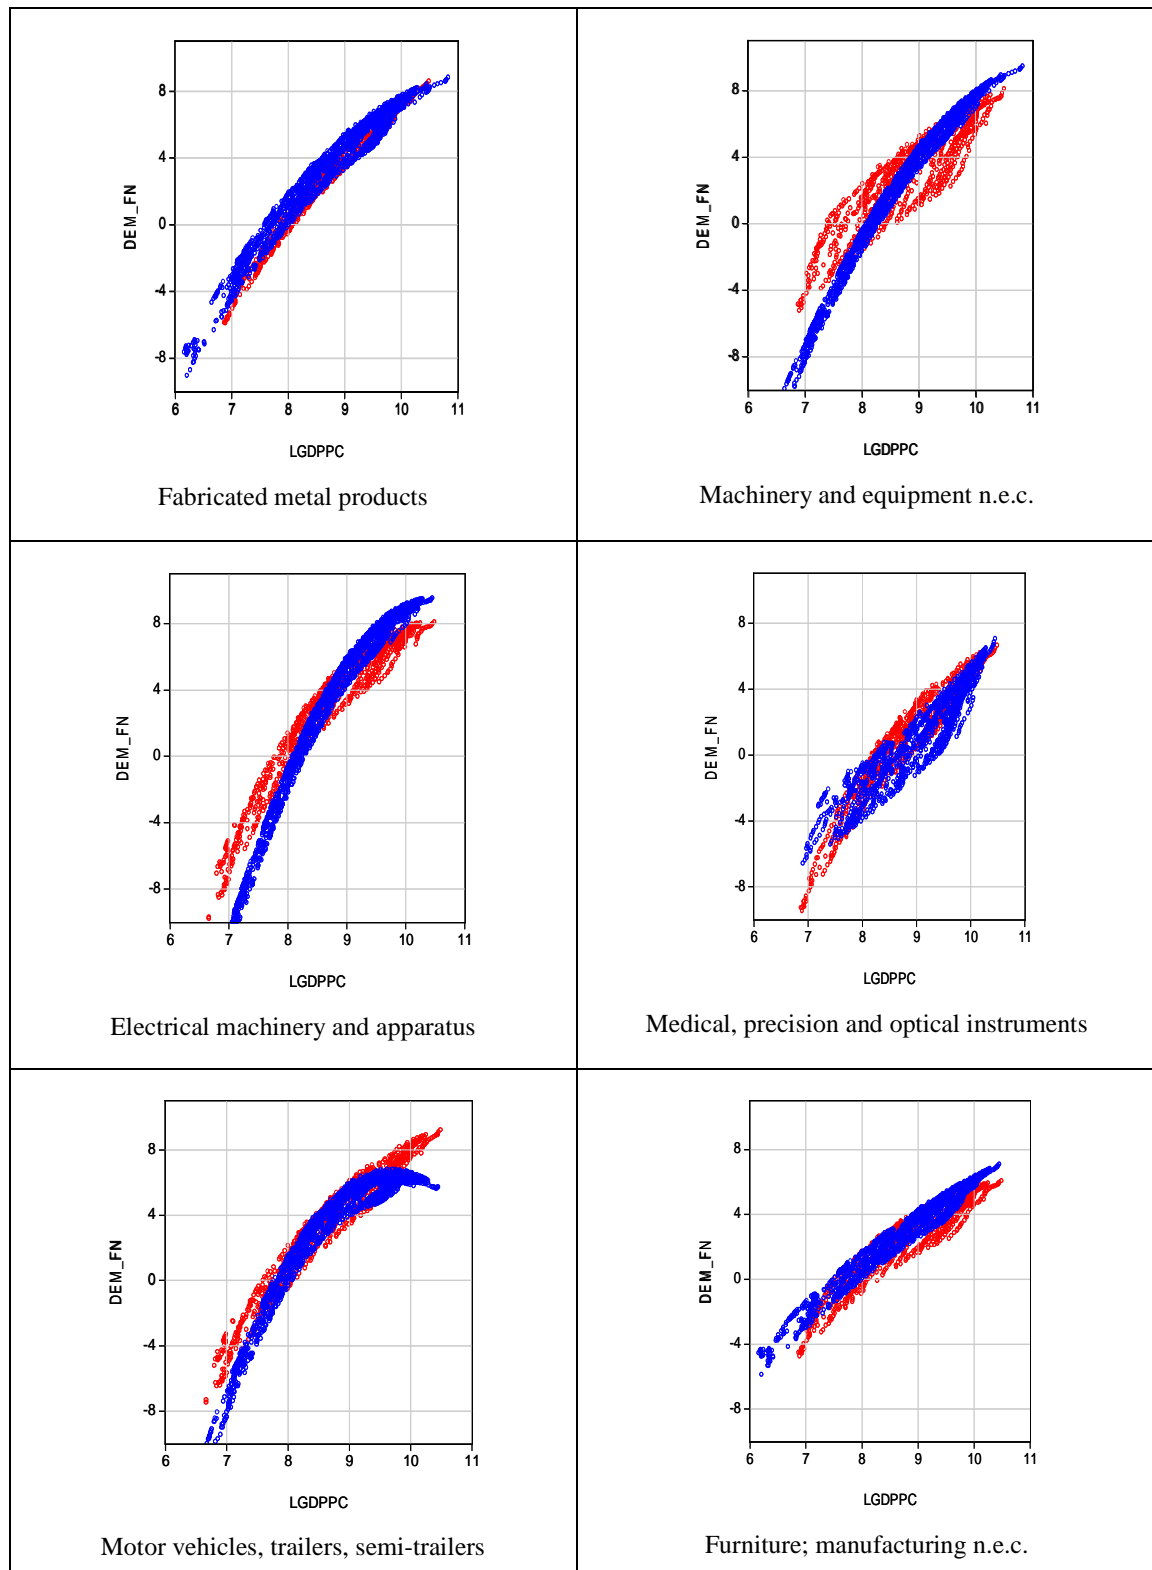 8
4
0
-4
-8
DEM_FN
6 7 8 9 10 11
LGDPPC
Fabricated metal products
8
4
0
-4
-8
DEM_FN
6 7 8 9 10 11
LGDPPC
Machinery and equipment n.e.c.
8
4
0
-4
-8
DEM_FN
6 7 8 9 10 11
LGDPPC
Electrical machinery and apparatus
8
4
0
-4
-8
DEM_FN
6 7 8 9 10 11
LGDPPC
Medical, precision and optical instruments
8
4
0
-4
-8
DEM_FN
6 7 8 9 10 11
LGDPPC
Motor vehicles, trailers, semi-trailers
8
4
0
-4
-8
DEM_FN
6 7 8 9 10 11
LGDPPC
Furniture; manufacturing n.e.c.